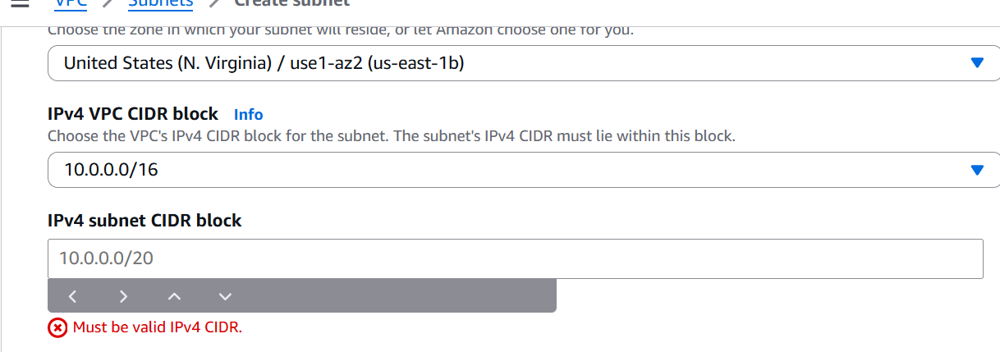 VPC > Subnets > Create subnet
Choose the zone in which your subnet will reside, or let Amazon choose one for you.
United States (N. Virginia) / use1-az2 (us-east-1b)
IPv4 VPC CIDR block Info
Choose the VPC's IPv4 CIDR block for the subnet. The subnet's IPv4 CIDR must lie within this block.
10.0.0.0/16
IPv4 subnet CIDR block
10.0.0.0/20
Must be valid IPv4 CIDR.